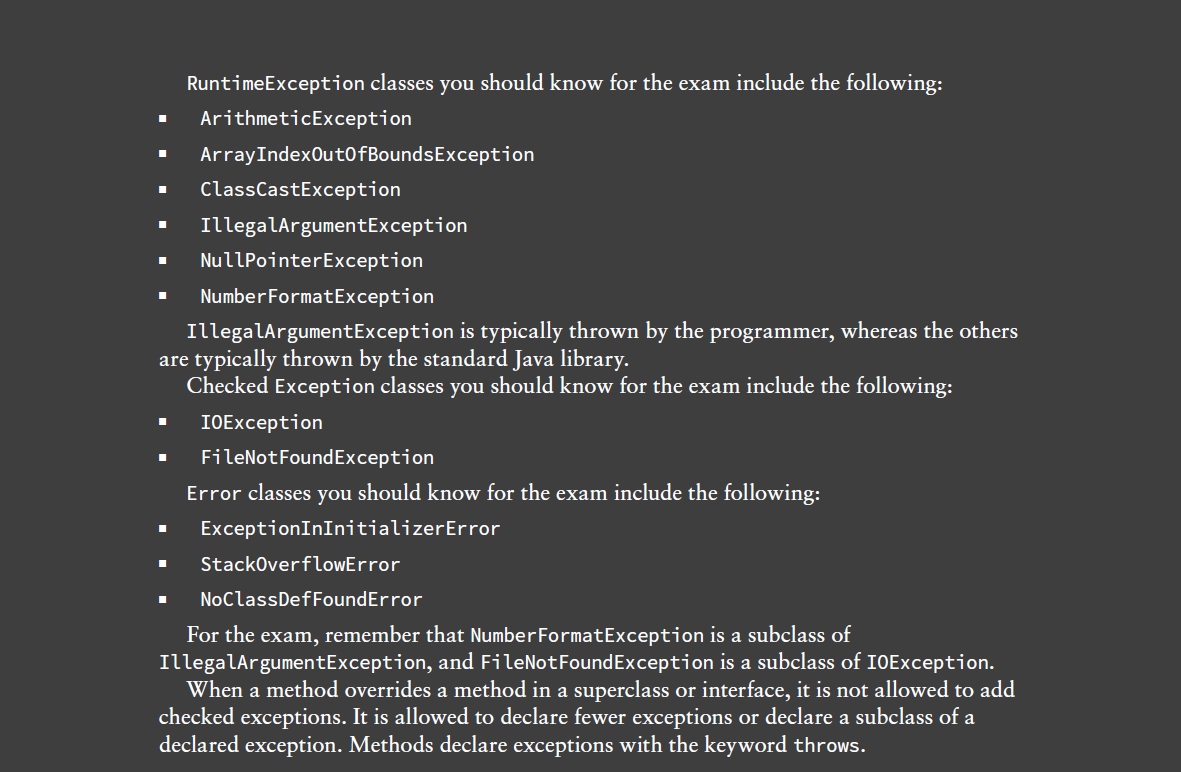 RuntimeException classes you should know for the exam include the following:
▪ ArithmeticException
▪ ArrayIndexOutOfBoundsException
▪ ClassCastException
▪ IllegalArgumentException
▪ NullPointerException
▪ NumberFormatException
IllegalArgumentException is typically thrown by the programmer, whereas the others
are typically thrown by the standard Java library.
Checked Exception classes you should know for the exam include the following:
▪ IOException
▪ FileNotFoundException
Error classes you should know for the exam include the following:
▪ ExceptionInInitializerError
▪ StackOverflowError
▪ NoClassDefFoundError
For the exam, remember that NumberFormatException is a subclass of
IllegalArgumentException, and FileNotFoundException is a subclass of IOException.
When a method overrides a method in a superclass or interface, it is not allowed to add
checked exceptions. It is allowed to declare fewer exceptions or declare a subclass of a
declared exception. Methods declare exceptions with the keyword throws.